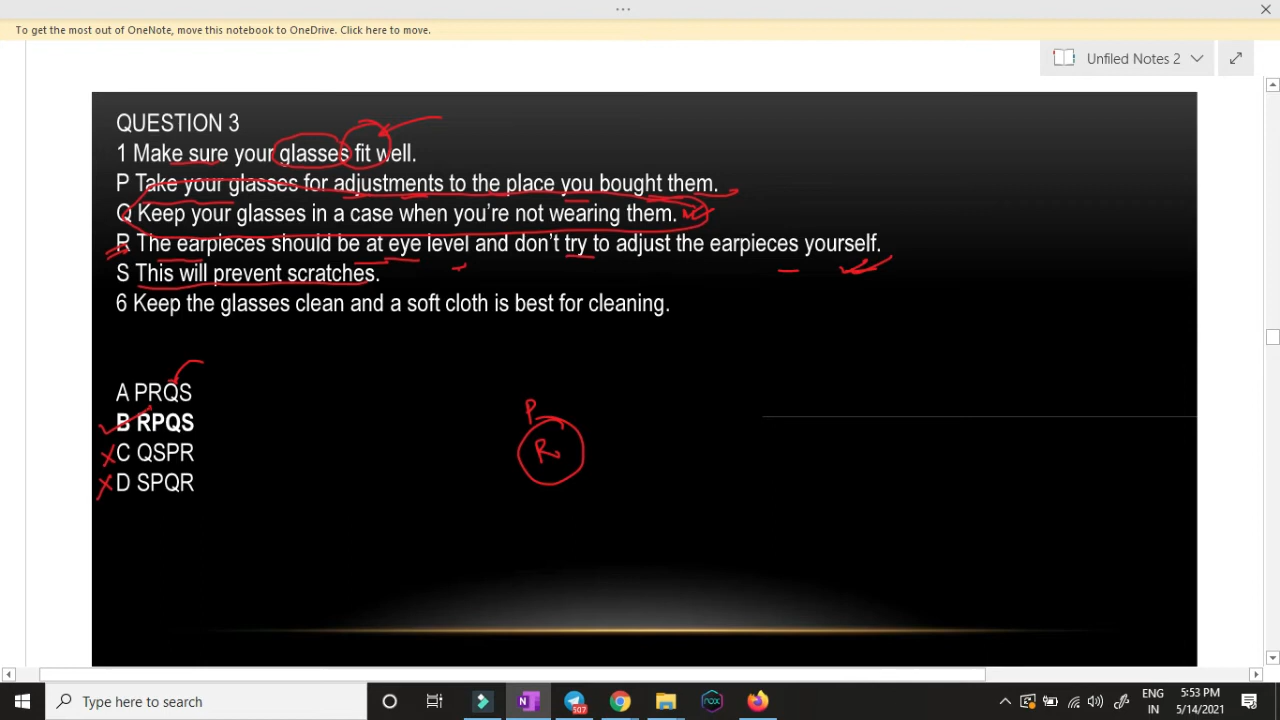 To get the most out of OneNote, move this notebook to OneDrive. Click here to move.
Unfiled Notes 2
QUESTION 3
1 Make sure your glasses fit well.
P Take your glasses for adjustments to the place you bought them.
Q Keep your glasses in a case when you're not wearing them.
R The earpieces should be at eye level and don't try to adjust the earpieces yourself.
S This will prevent scratches.
6 Keep the glasses clean and a soft cloth is best for cleaning.
A PRQS
B RPQS
C QSPR
D SPQR
P
R
Type here to search
507
nox
ENG
IN
5:53 PM
5/14/2021